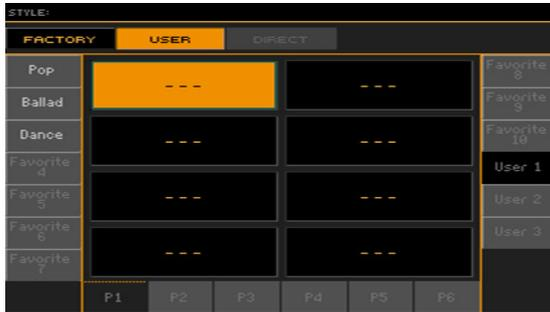 STYLE:
FACTORY USER DIRECT
Pop
Ballad
Dance
Favorite
4
Favorite
5
Favorite
6
Favorite
7
--- ---
--- ---
--- ---
--- ---
Favorite
8
Favorite
9
Favorite
10
User 1
User 2
User 3
P1 P2 P3 P4 P5 P6